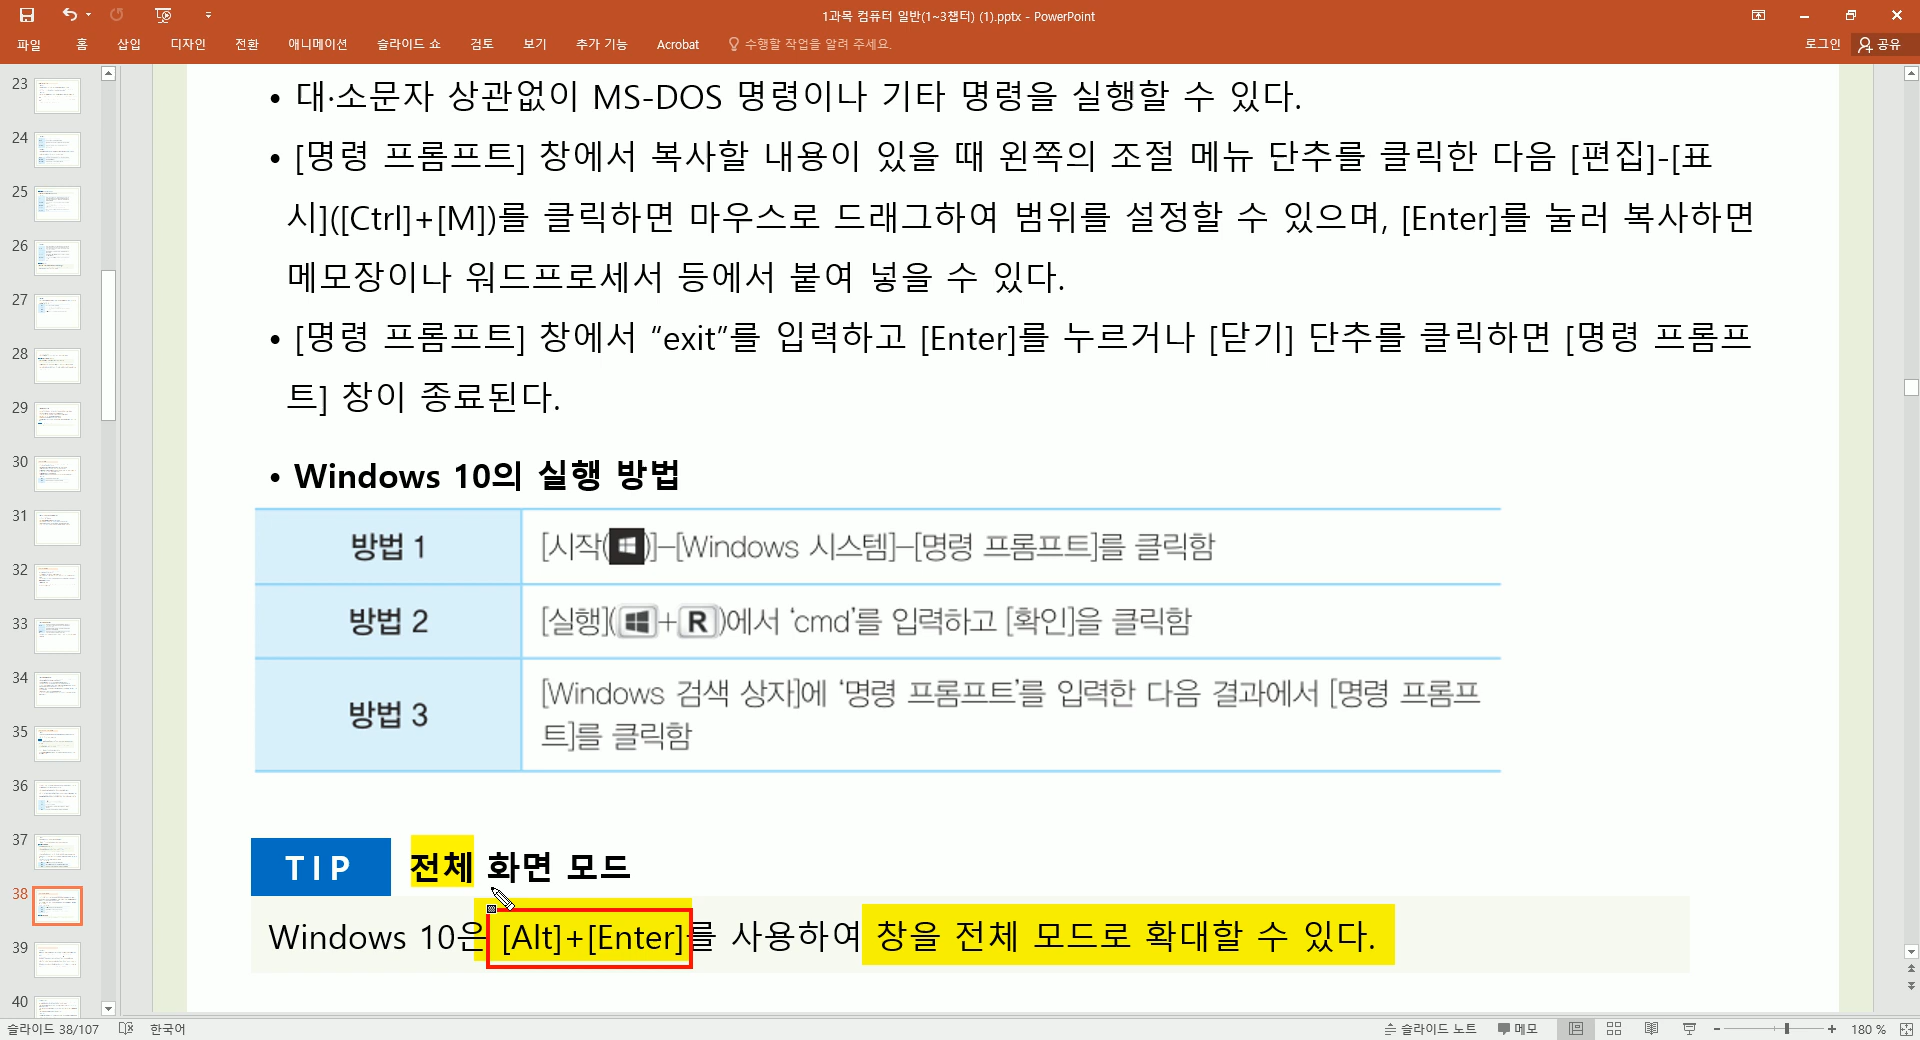 1과목 컴퓨터 일반(1~3챕터) (1).pptx - PowerPoint
파일 홈 삽입 디자인 전환 애니메이션 슬라이드 쇼 검토 보기 추가 기능 Acrobat 수행할 작업을 알려 주세요. 로그인 공유
23
24
25
26
27
28
29
30
31
32
33
34
35
36
37
38
39
40
• 대·소문자 상관없이 MS-DOS 명령이나 기타 명령을 실행할 수 있다.
• [명령 프롬프트] 창에서 복사할 내용이 있을 때 왼쪽의 조절 메뉴 단추를 클릭한 다음 [편집]-[표
시]([Ctrl]+[M])를 클릭하면 마우스로 드래그하여 범위를 설정할 수 있으며, [Enter]를 눌러 복사하면
메모장이나 워드프로세서 등에서 붙여 넣을 수 있다.
• [명령 프롬프트] 창에서 “exit”를 입력하고 [Enter]를 누르거나 [닫기] 단추를 클릭하면 [명령 프롬프
트] 창이 종료된다.
• Windows 10의 실행 방법
방법 1 [시작()]–[Windows 시스템]–[명령 프롬프트]를 클릭함
방법 2 [실행](+R)에서 ‘cmd’를 입력하고 [확인]을 클릭함
방법 3 [Windows 검색 상자]에 ‘명령 프롬프트’를 입력한 다음 결과에서 [명령 프롬프
트]를 클릭함
TIP 전체 화면 모드
Windows 10은 [Alt]+[Enter]를 사용하여 창을 전체 모드로 확대할 수 있다.
슬라이드 38/107 한국어 슬라이드 노트 메모 180 %